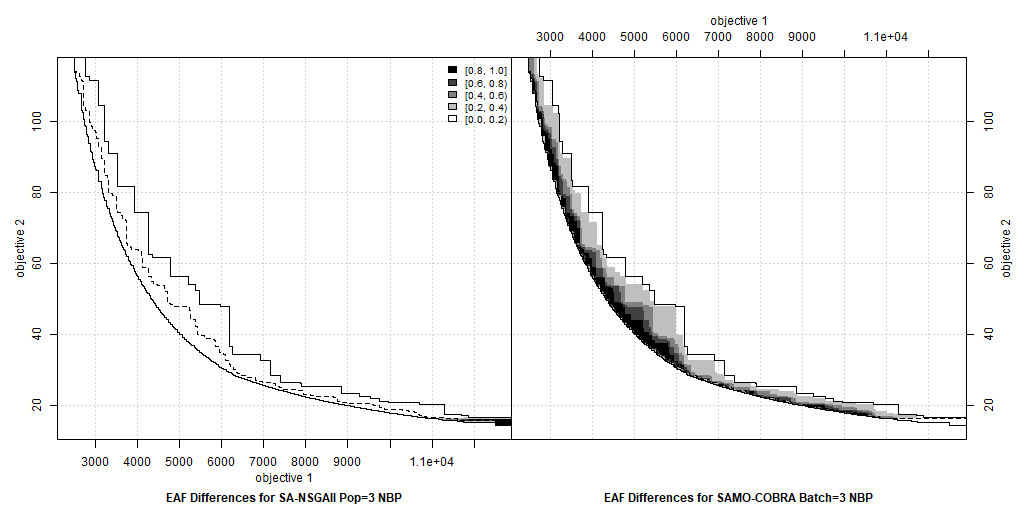 objective 1
3000 4000 5000 6000 7000 8000 9000 1.1e+04
[0.8, 1.0]
[0.6, 0.8)
[0.4, 0.6)
[0.2, 0.4)
[0.0, 0.2)
100
80
60
40
20
objective 2
100
80
60
40
20
objective 2
3000 4000 5000 6000 7000 8000 9000 1.1e+04
objective 1
EAF Differences for SA-NSGAII Pop=3 NBP
EAF Differences for SAMO-COBRA Batch=3 NBP